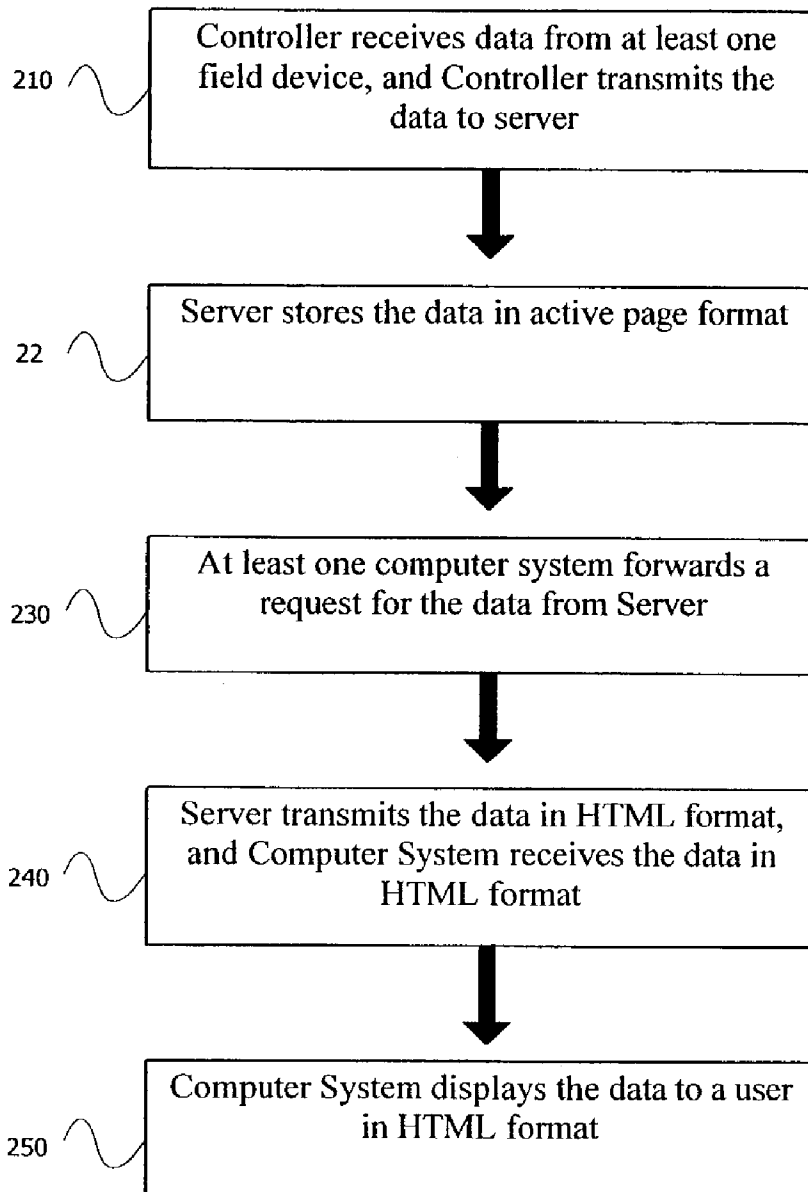 210
Controller receives data from at least one
field device, and Controller transmits the
data to server
22
Server stores the data in active page format
230
At least one computer system forwards a
request for the data from Server
240
Server transmits the data in HTML format,
and Computer System receives the data in
HTML format
250
Computer System displays the data to a user
in HTML format